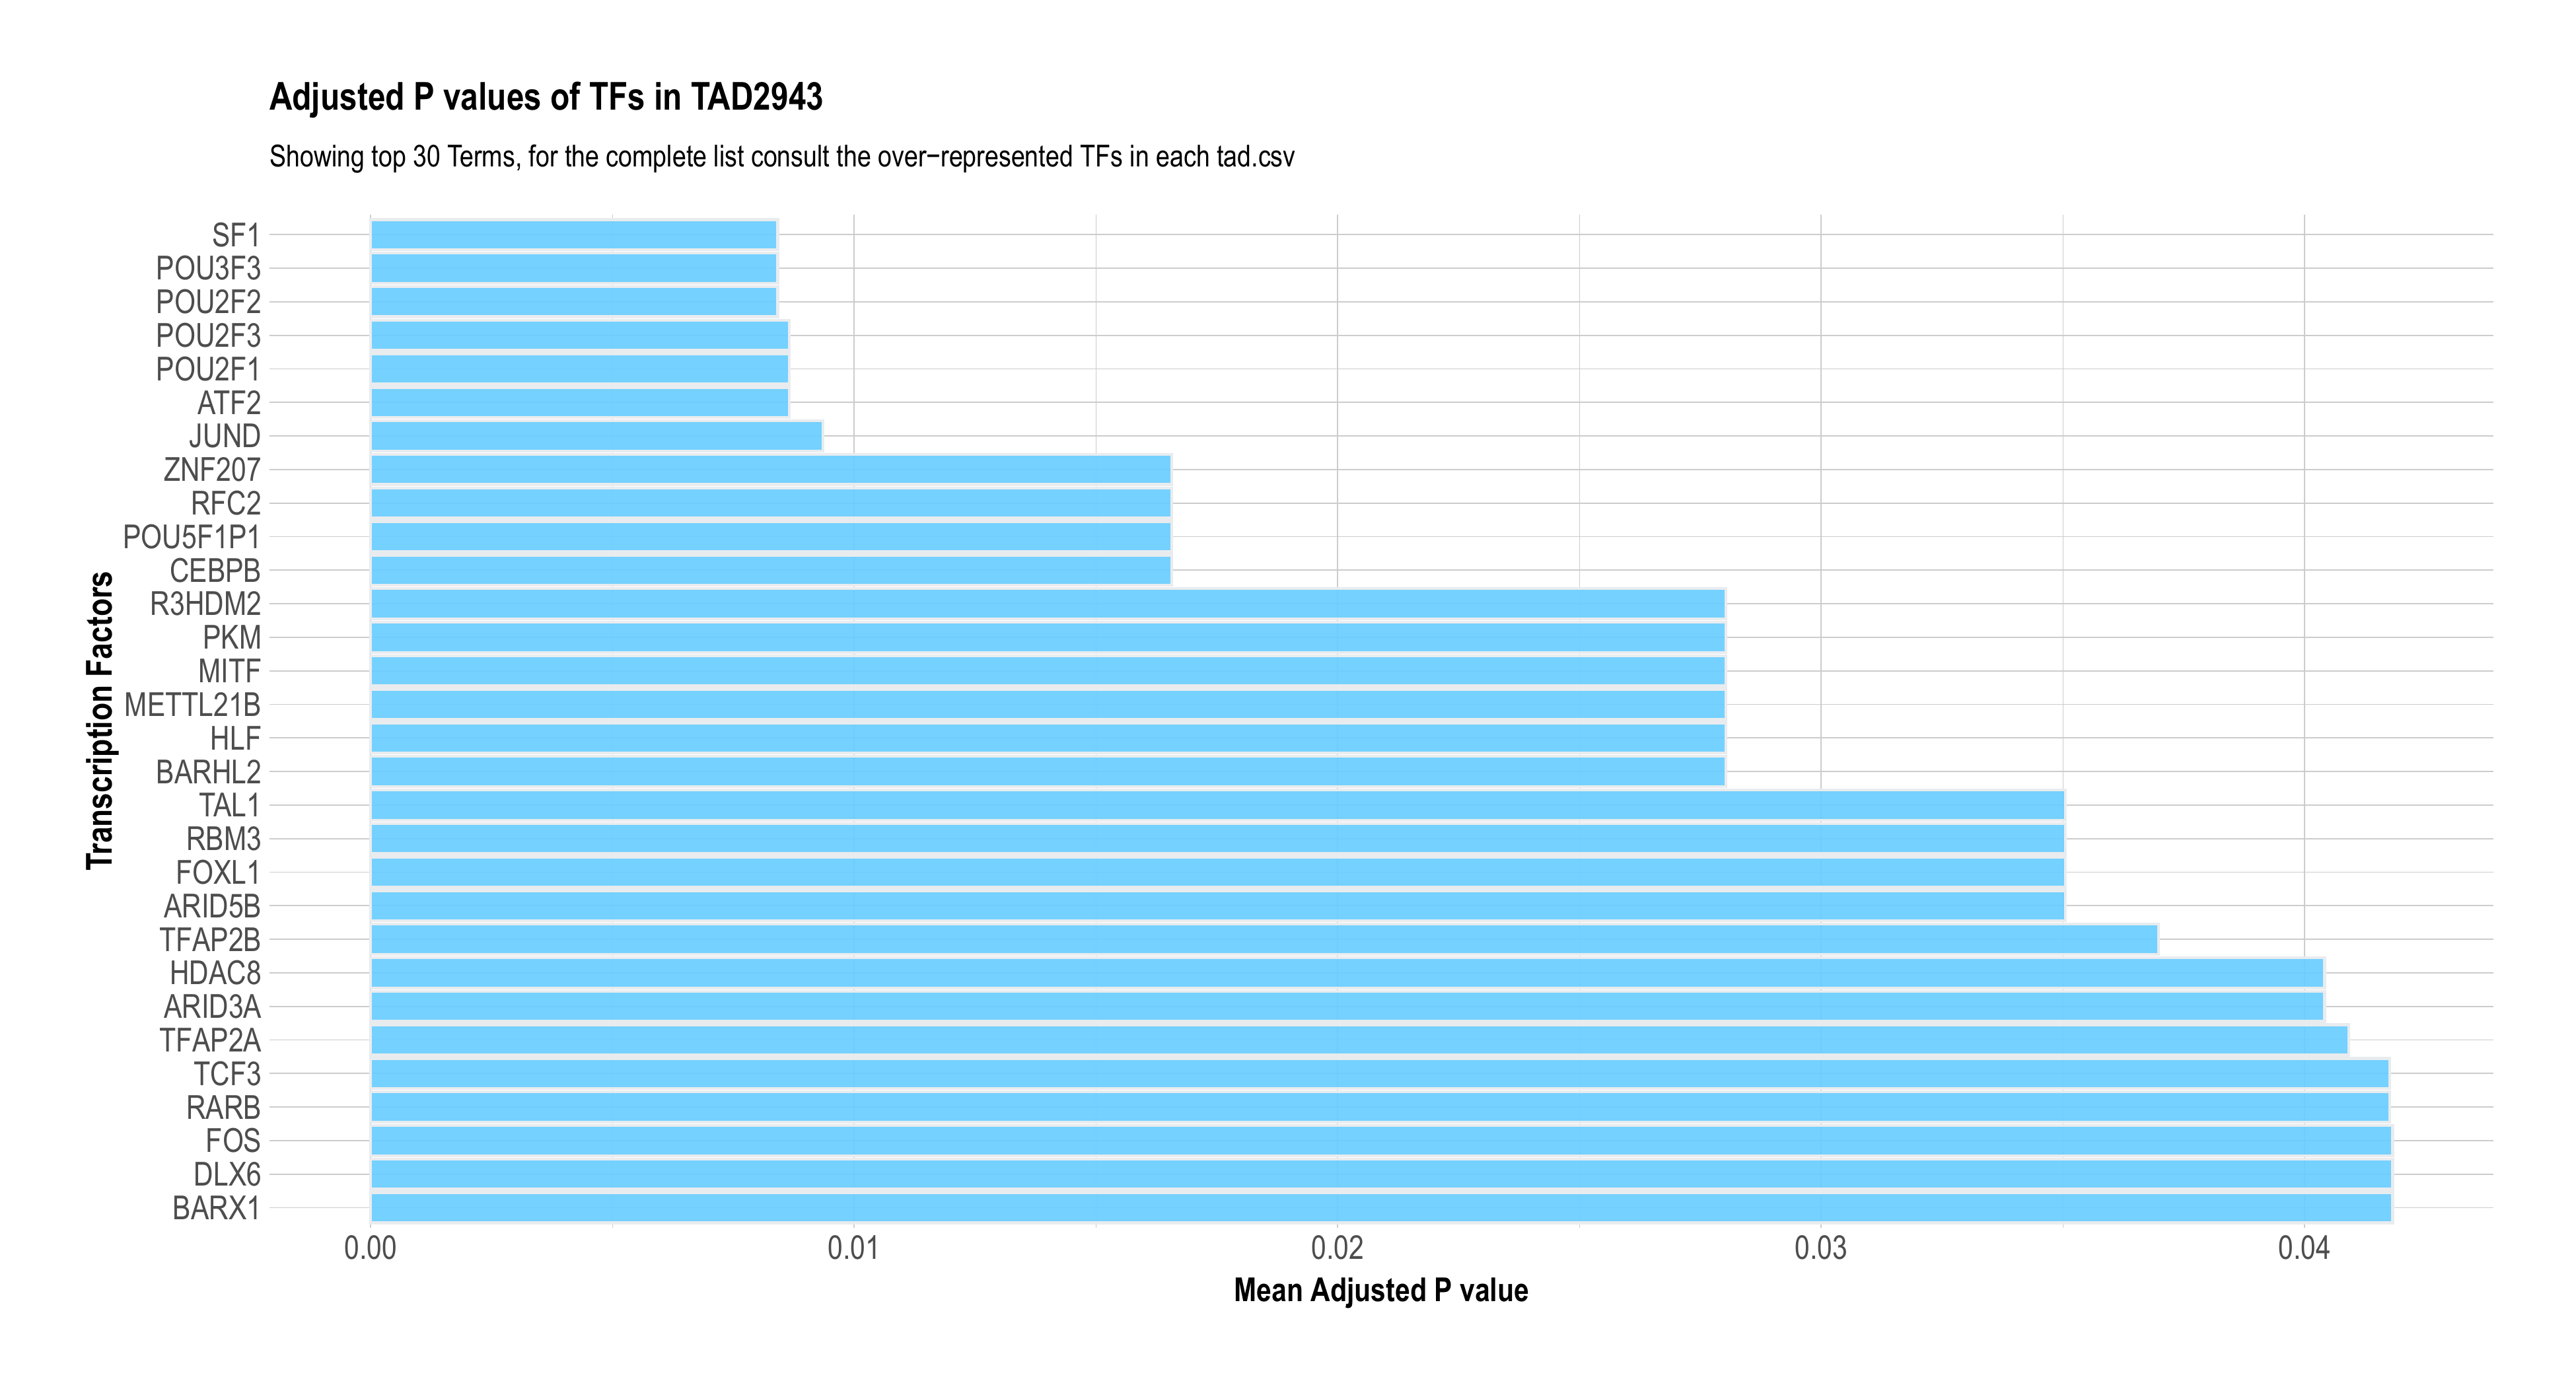 Adjusted P values of TFs in TAD2943
Showing top 30 Terms, for the complete list consult the over−represented TFs in each tad.csv
Transcription Factors
SF1
POU3F3
POU2F2
POU2F3
POU2F1
ATF2
JUND
ZNF207
RFC2
POU5F1P1
CEBPB
R3HDM2
PKM
MITF
METTL21B
HLF
BARHL2
TAL1
RBM3
FOXL1
ARID5B
TFAP2B
HDAC8
ARID3A
TFAP2A
TCF3
RARB
FOS
DLX6
BARX1
0.00 0.01 0.02 0.03 0.04
Mean Adjusted P value